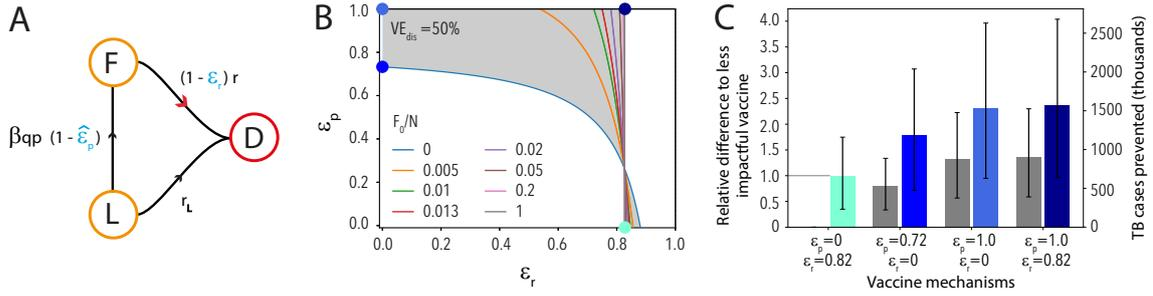 A
F
(1 - εr) r
βqp (1 - ε̂p)
D
L
rL
B
VEdis =50%
1.0
0.8
0.6
0.4
0.2
0.0
εp
F0/N
0 0.02
0.005 0.05
0.01 0.2
0.013 1
0.0 0.2 0.4 0.6 0.8 1.0
εr
C
Relative difference to less
impactful vaccine
4.0
3.5
3.0
2.5
2.0
1.5
1.0
0.5
0
2500
2000
1500
1000
500
0
TB cases prevented (thousands)
εp=0 εp=0.72 εp=1.0 εp=1.0
εr=0.82 εr=0 εr=0 εr=0.82
Vaccine mechanisms